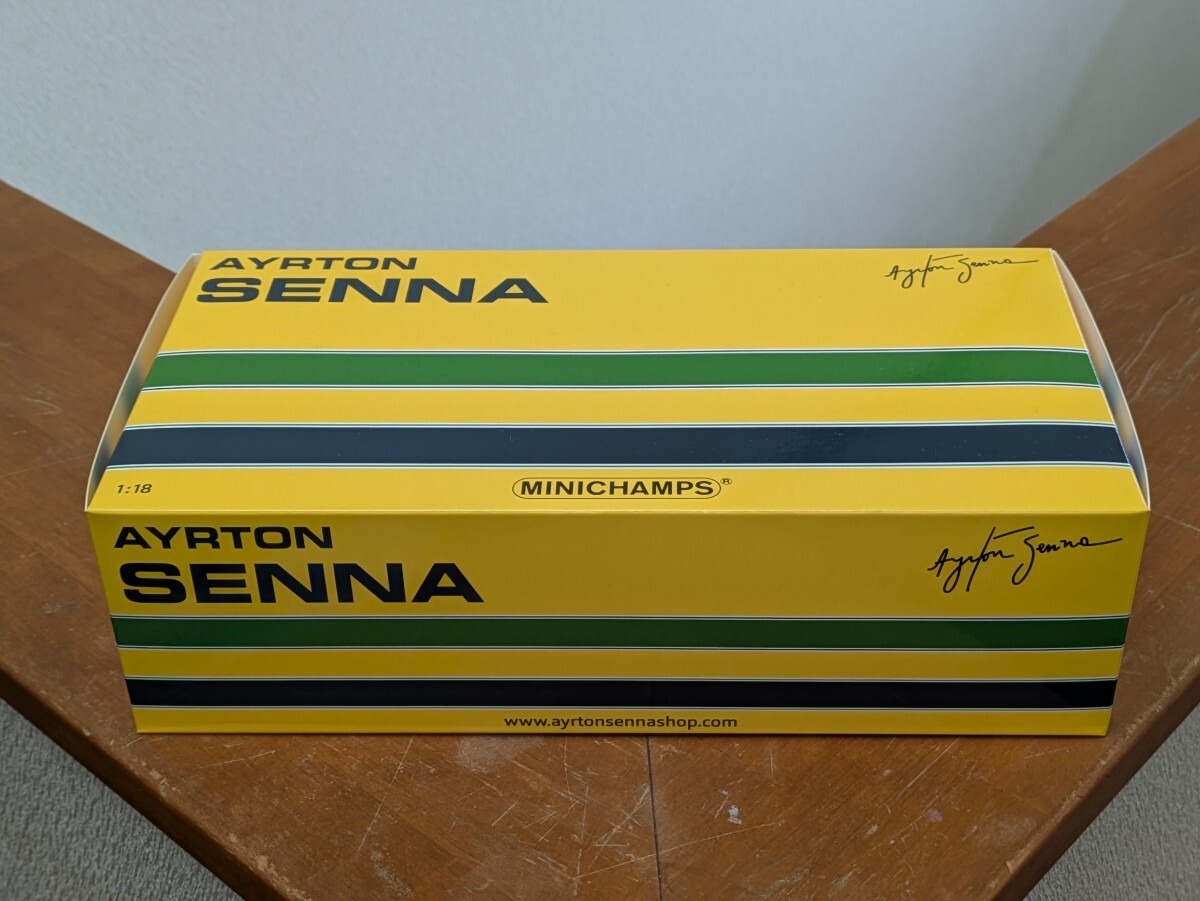 AYRTON
SENNA
Ayrton Senna
1:18
MINICHAMPS®
AYRTON
SENNA
Ayrton Senna
www.ayrtonsennashop.com